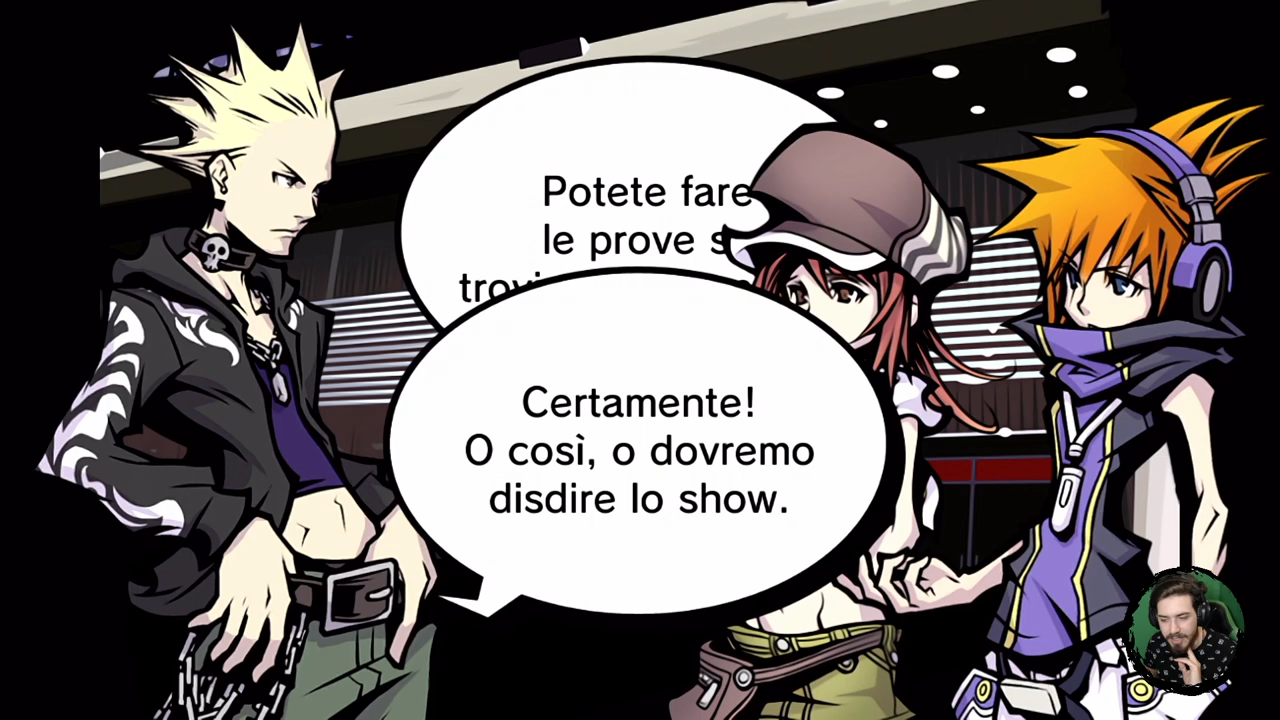 Potete fare
le prove
Certamente!
O così, o dovremo
disdire lo show.